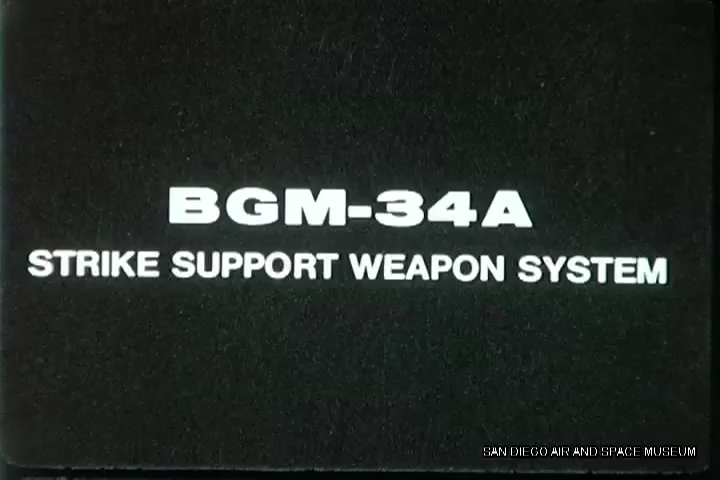 BGM-34A
STRIKE SUPPORT WEAPON SYSTEM
SAN DIEGO AIR AND SPACE MUSEUM